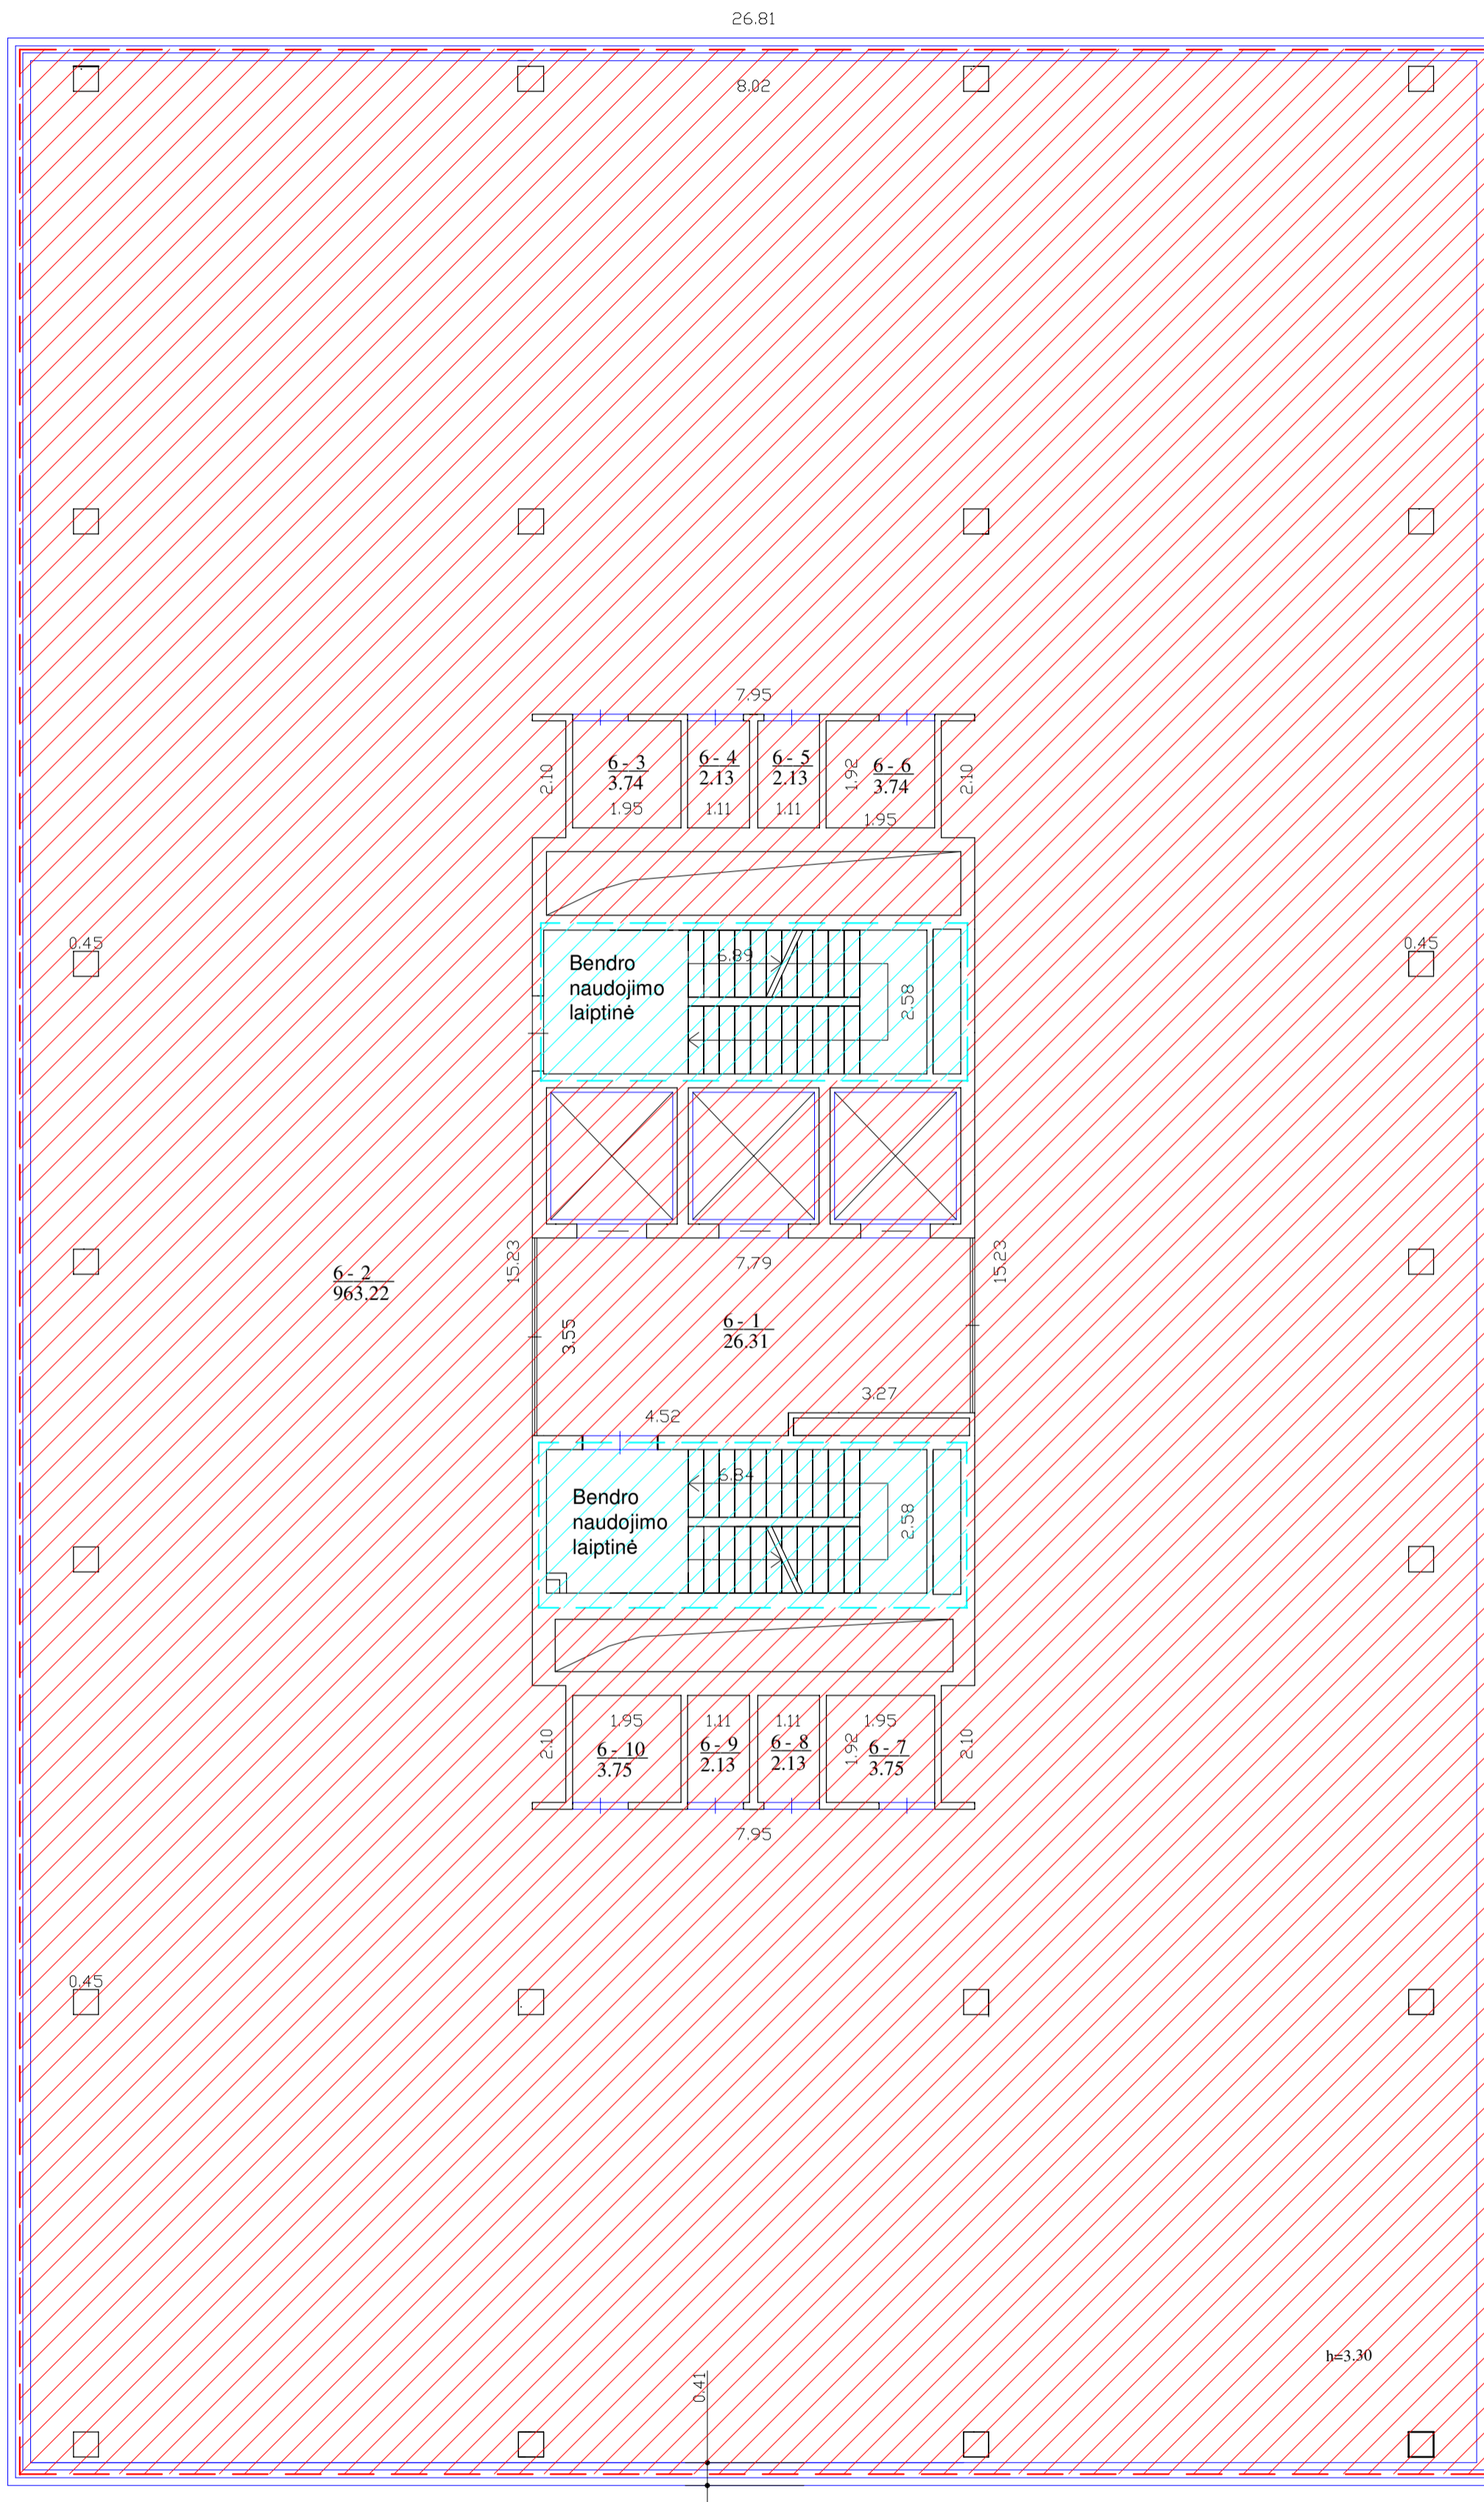 26.81
8.02
7.95
6 - 3
3.74
1.95
6 - 4
2.13
1.11
6 - 5
2.13
1.11
1.92
6 - 6
3.74
1.95
2.10
2.10
0.45
0.45
Bendro
naudojimo
laiptinė
6.89
2.58
15.23
15.23
7.79
6 - 2
963.22
6 - 1
26.31
3.55
3.27
4.52
Bendro
naudojimo
laiptinė
6.84
2.58
2.10
1.95
6 - 10
3.75
1.11
6 - 9
2.13
1.11
6 - 8
2.13
1.92
1.95
6 - 7
3.75
2.10
7.95
0.45
h=3.30
0.41